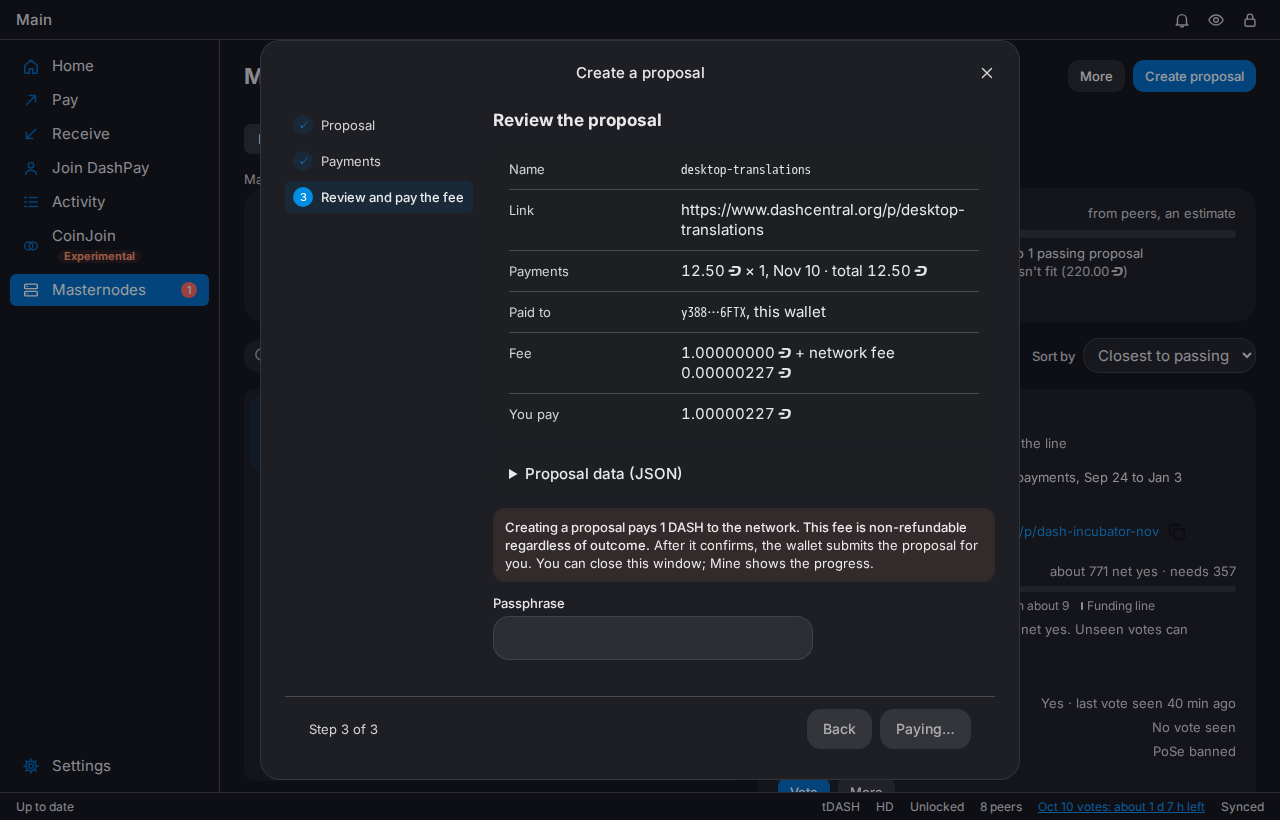 Main
Home
Pay
Receive
Join DashPay
Activity
CoinJoin
Experimental
Masternodes
1
Settings
More
Create proposal
from peers, an estimate
1 passing proposal
sn't fit (220.00)
Sort by
Closest to passing
the line
payments, Sep 24 to Jan 3
/p/dash-incubator-nov
about 771 net yes · needs 357
about 9
Funding line
net yes. Unseen votes can
Yes · last vote seen 40 min ago
No vote seen
PoSe banned
Vote
More
Create a proposal
✓ Proposal
✓ Payments
3 Review and pay the fee
Review the proposal
Name
desktop-translations
Link
https://www.dashcentral.org/p/desktop-
translations
Payments
12.50 × 1, Nov 10 · total 12.50
Paid to
y388…6FTX, this wallet
Fee
1.00000000 + network fee
0.00000227
You pay
1.00000227
Proposal data (JSON)
Creating a proposal pays 1 DASH to the network. This fee is non-refundable
regardless of outcome. After it confirms, the wallet submits the proposal for
you. You can close this window; Mine shows the progress.
Passphrase
Step 3 of 3
Back
Paying…
Up to date
tDASH
HD
Unlocked
8 peers
Oct 10 votes: about 1 d 7 h left
Synced